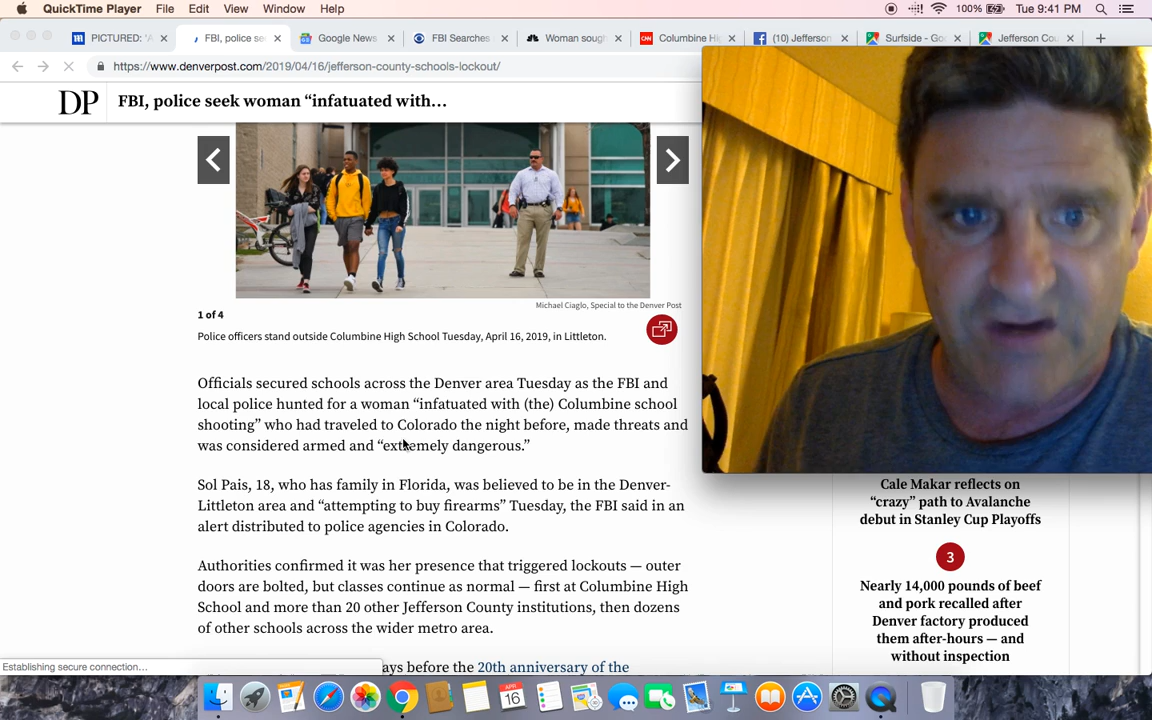 QuickTime Player File Edit View Window Help 100% Tue 9:41 PM
PICTURED: 'A FBI, police se Google News FBI Searches Woman sough Columbine Hi (10) Jefferson Surfside - Go Jefferson Cou
https://www.denverpost.com/2019/04/16/jefferson-county-schools-lockout/
DP FBI, police seek woman “infatuated with...
Michael Ciaglo, Special to the Denver Post
1 of 4
Police officers stand outside Columbine High School Tuesday, April 16, 2019, in Littleton.
Officials secured schools across the Denver area Tuesday as the FBI and
local police hunted for a woman “infatuated with (the) Columbine school
shooting” who had traveled to Colorado the night before, made threats and
was considered armed and “extremely dangerous.”
Sol Pais, 18, who has family in Florida, was believed to be in the Denver-
Littleton area and “attempting to buy firearms” Tuesday, the FBI said in an
alert distributed to police agencies in Colorado.
Authorities confirmed it was her presence that triggered lockouts — outer
doors are bolted, but classes continue as normal — first at Columbine High
School and more than 20 other Jefferson County institutions, then dozens
of other schools across the wider metro area.
ays before the 20th anniversary of the
Cale Makar reflects on
“crazy” path to Avalanche
debut in Stanley Cup Playoffs
3
Nearly 14,000 pounds of beef
and pork recalled after
Denver factory produced
them after-hours — and
without inspection
Establishing secure connection...
APR
16